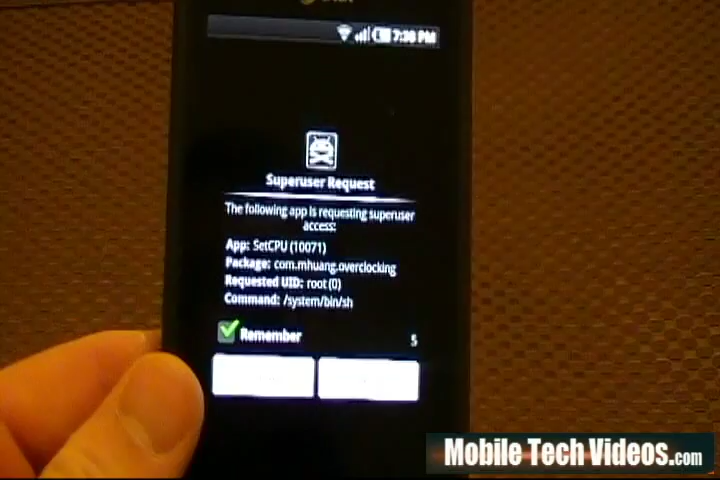 7:38 PM
Superuser Request
The following app is requesting superuser
access:
App: SetCPU (10071)
Package: com.mhuang.overclocking
Requested UID: root (0)
Command: /system/bin/sh
Remember
5
Mobile Tech Videos.com